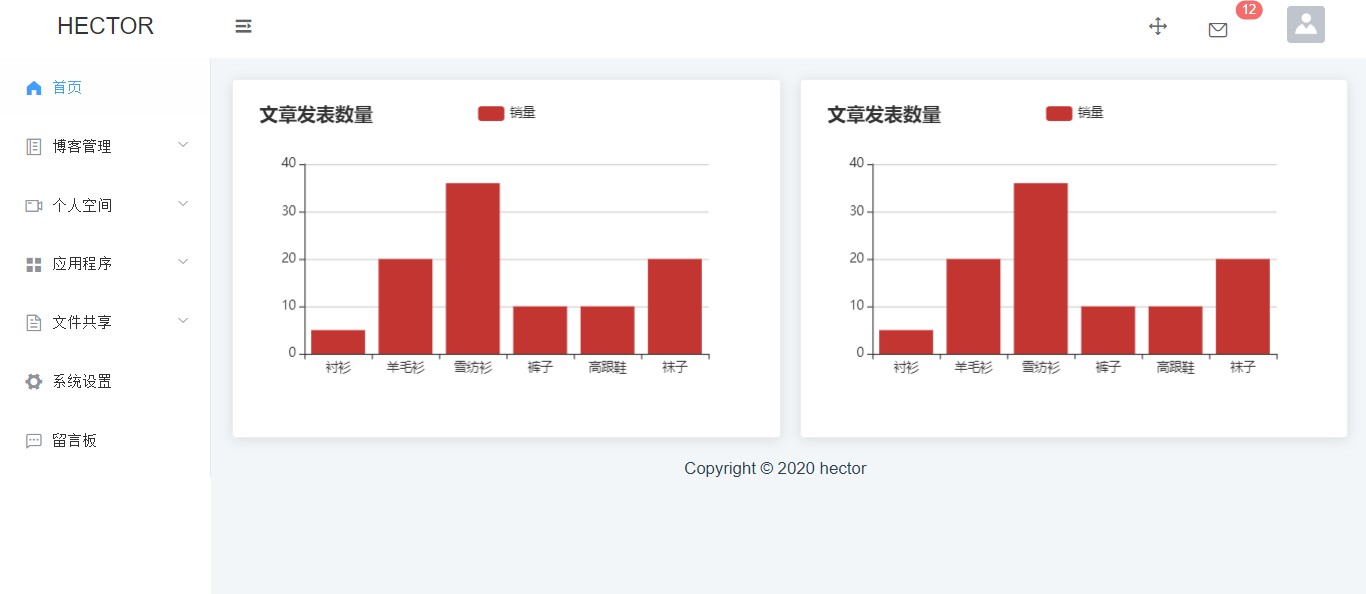 HECTOR
12
首页
博客管理
个人空间
应用程序
文件共享
系统设置
留言板
文章发表数量
销量
40
30
20
10
0
衬衫 羊毛衫 雪纺衫 裤子 高跟鞋 袜子
文章发表数量
销量
40
30
20
10
0
衬衫 羊毛衫 雪纺衫 裤子 高跟鞋 袜子
Copyright © 2020 hector